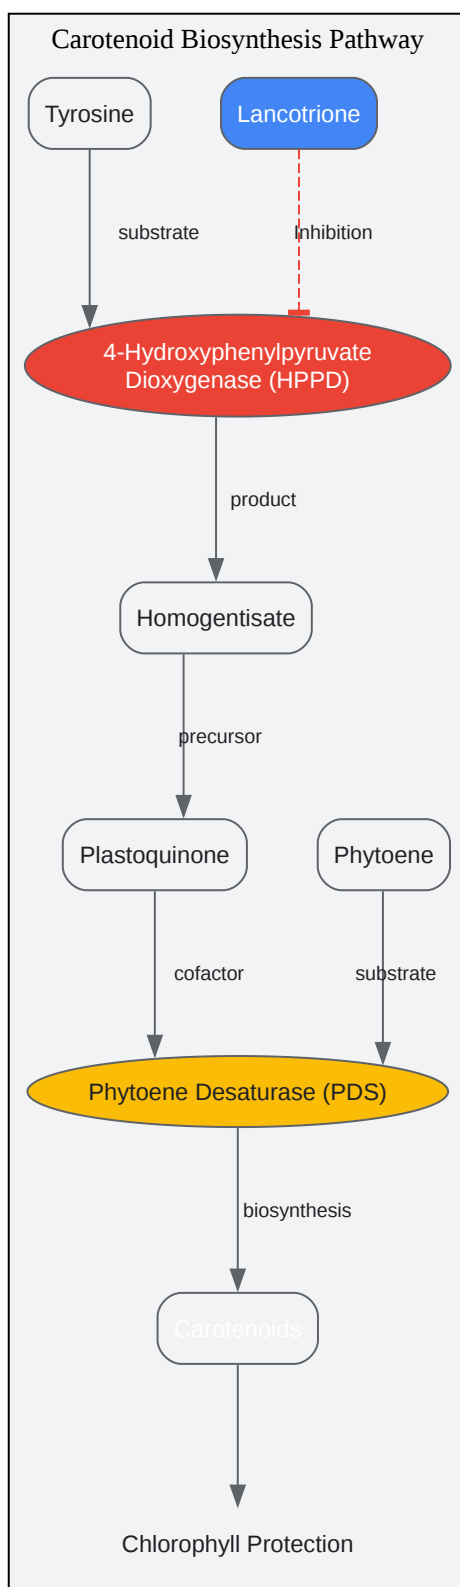 Carotenoid Biosynthesis Pathway
Tyrosine
Lancotrione
substrate
Inhibition
4-Hydroxyphenylpyruvate
Dioxygenase (HPPD)
product
Homogentisate
precursor
Plastoquinone
Phytoene
cofactor
substrate
Phytoene Desaturase (PDS)
biosynthesis
Carotenoids
Chlorophyll Protection